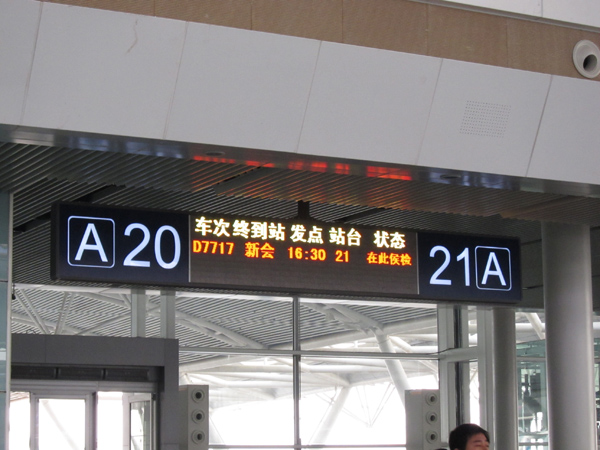 A 20
车次 终到站 发点 站台 状态
D7717 新会 16:30 21 在此候检
21 A